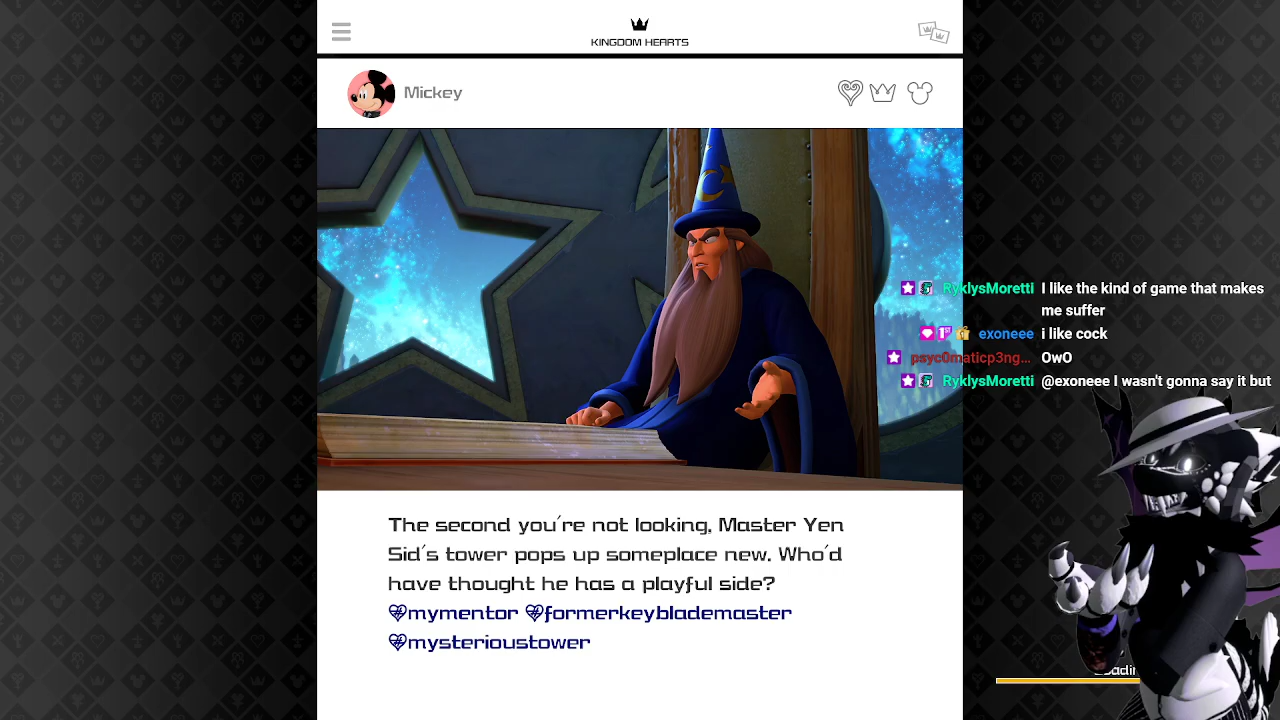 KINGDOM HEARTS
Mickey
RyklysMoretti I like the kind of game that makes
me suffer
exoneee i like cock
psyc0maticp3ng... OwO
RyklysMoretti @exoneee I wasn't gonna say it but
The second you're not looking, Master Yen
Sid's tower pops up someplace new. Who'd
have thought he has a playful side?
mymentor formerkeyblademaster
mysterioustower